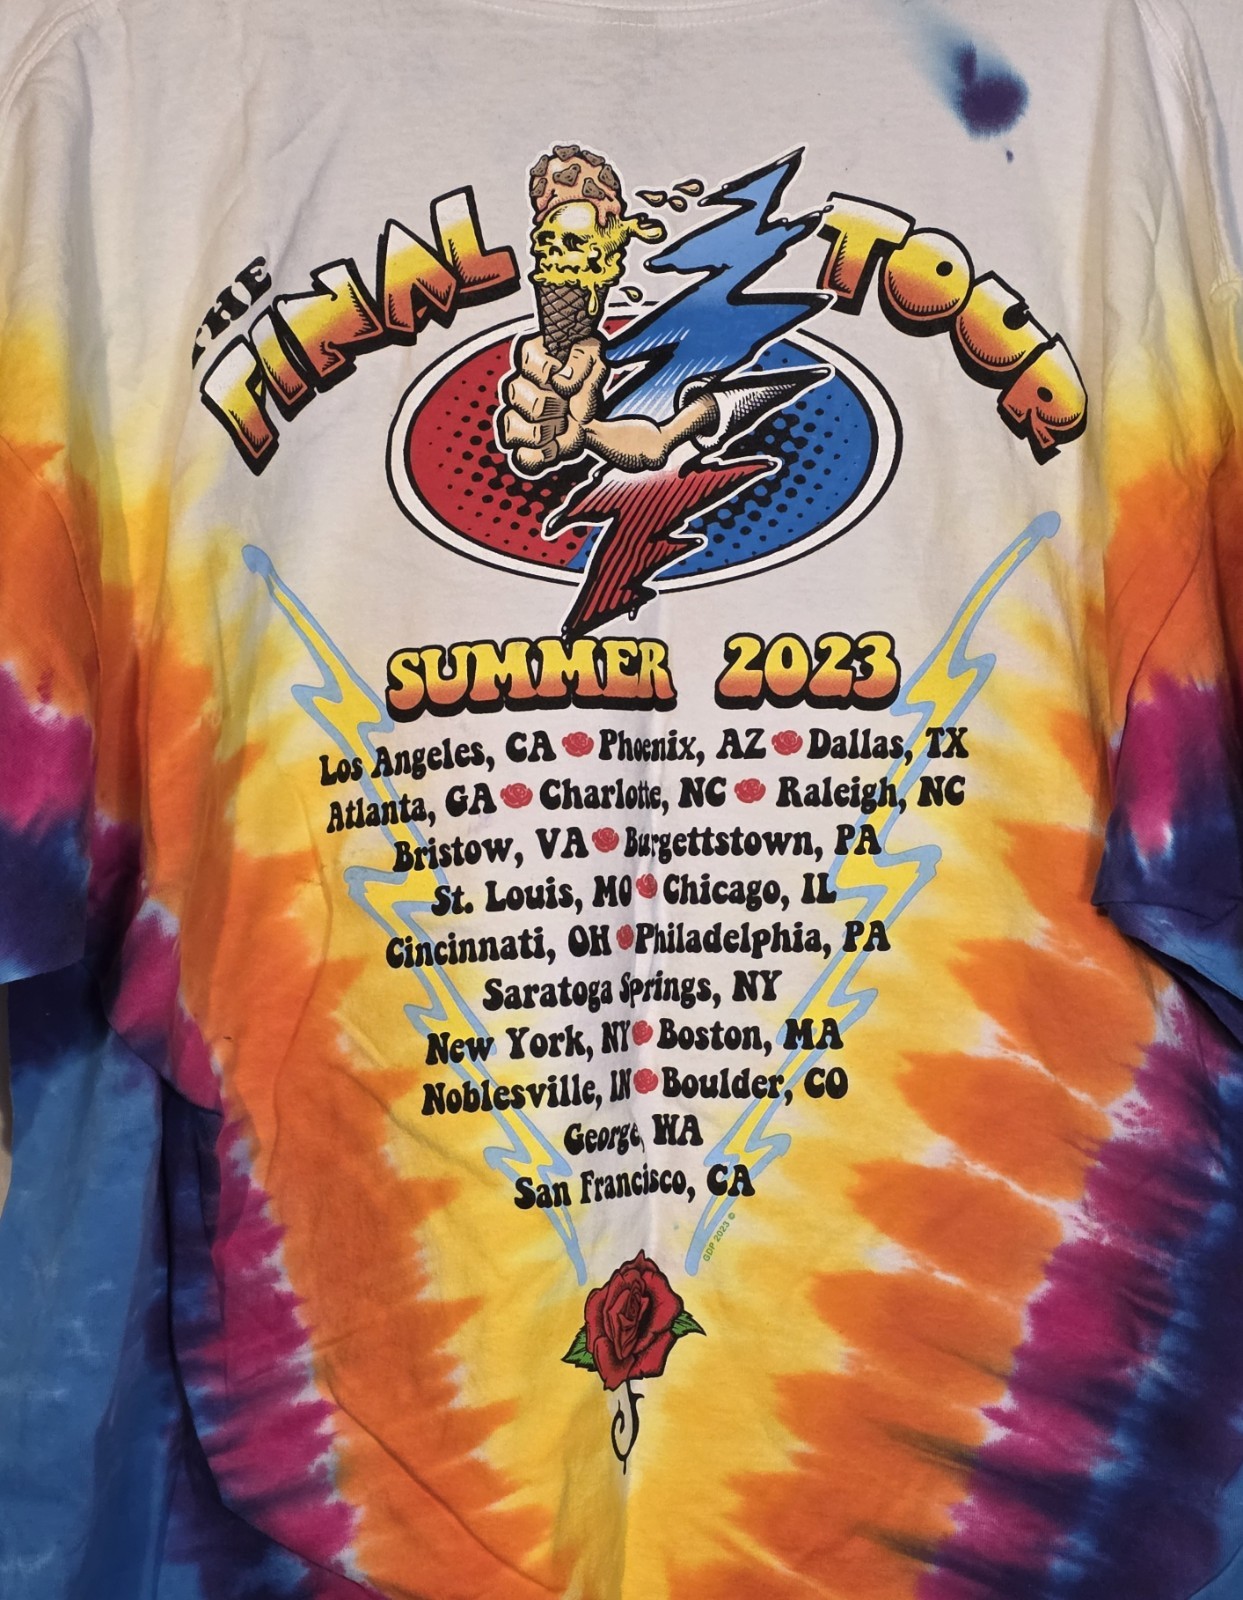 THE
FINAL TOUR
SUMMER 2023
Los Angeles, CA Phoenix, AZ Dallas, TX
Atlanta, GA Charlotte, NC Raleigh, NC
Bristow, VA Burgettstown, PA
St. Louis, MO Chicago, IL
Cincinnati, OH Philadelphia, PA
Saratoga Springs, NY
New York, NY Boston, MA
Noblesville, IN Boulder, CO
George, WA
San Francisco, CA
GDP 2023 ©